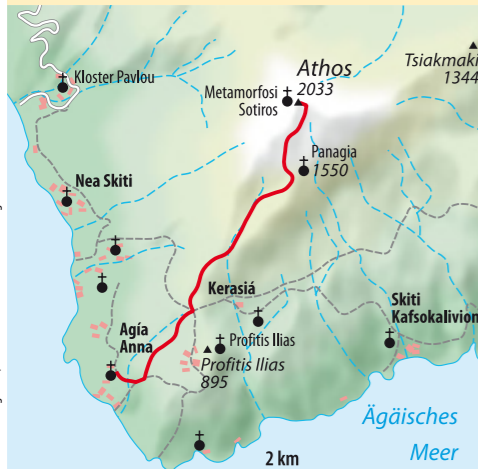 Kloster Pavlou
Athos
2033
Tsiakmaki
1344
Metamorfosi
Sotiros
Panagia
1550
Nea Skiti
Kerasiá
Skiti
Kafsokalivion
Agía
Anna
Profitis Ilias
Profitis Ilias
895
Ägäisches
Meer
2 km